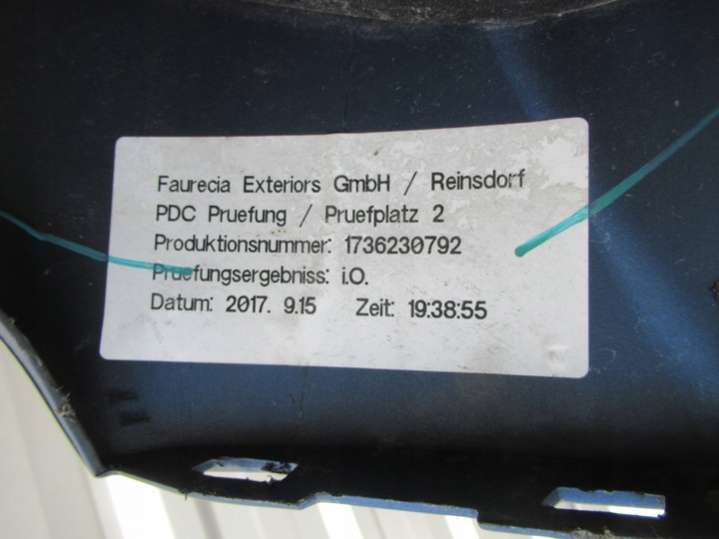 Faurecia Exteriors GmbH / Reinsdorf
PDC Pruefung / Pruefplatz 2
Produktionsnummer: 1736230792
Pruefungsergebniss: i.O.
Datum: 2017. 9.15 Zeit: 19:38:55